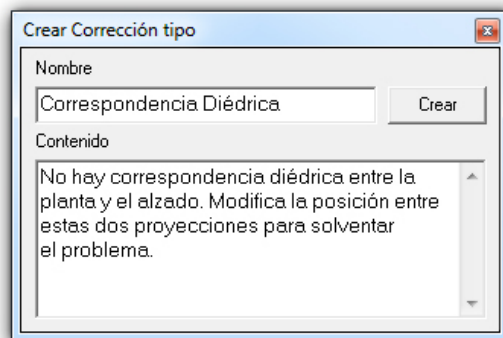 Crear Corrección tipo
Nombre
Correspondencia Diédrica
Crear
Contenido
No hay correspondencia diédrica entre la
planta y el alzado. Modifica la posición entre
estas dos proyecciones para solventar
el problema.